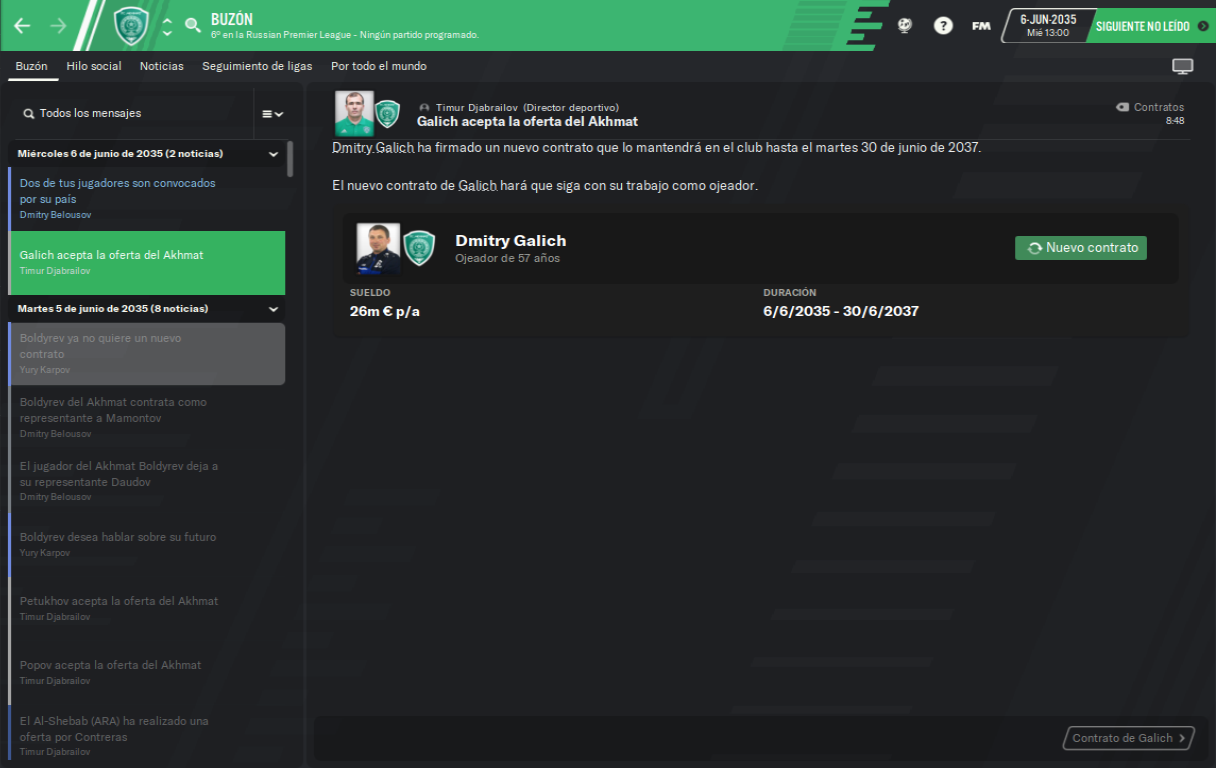 BUZÓN
6º en la Russian Premier League - Ningún partido programado.
?
FM
6-JUN-2035
Mié 13:00
SIGUIENTE NO LEÍDO
Buzón
Hilo social
Noticias
Seguimiento de ligas
Por todo el mundo
Todos los mensajes
Miércoles 6 de junio de 2035 (2 noticias)
Dos de tus jugadores son convocados
por su país
Dmitry Belousov
Galich acepta la oferta del Akhmat
Timur Djabrailov
Martes 5 de junio de 2035 (8 noticias)
Boldyrev ya no quiere un nuevo
contrato
Yury Karpov
Boldyrev del Akhmat contrata como
representante a Mamontov
Dmitry Belousov
El jugador del Akhmat Boldyrev deja a
su representante Daudov
Dmitry Belousov
Boldyrev desea hablar sobre su futuro
Yury Karpov
Petukhov acepta la oferta del Akhmat
Timur Djabrailov
Popov acepta la oferta del Akhmat
Timur Djabrailov
El Al-Shebab (ARA) ha realizado una
oferta por Contreras
Timur Djabrailov
Timur Djabrailov (Director deportivo)
Galich acepta la oferta del Akhmat
Contratos
8:48
Dmitry Galich ha firmado un nuevo contrato que lo mantendrá en el club hasta el martes 30 de junio de 2037.
El nuevo contrato de Galich hará que siga con su trabajo como ojeador.
Dmitry Galich
Ojeador de 57 años
Nuevo contrato
SUELDO
26m € p/a
DURACIÓN
6/6/2035 - 30/6/2037
Contrato de Galich